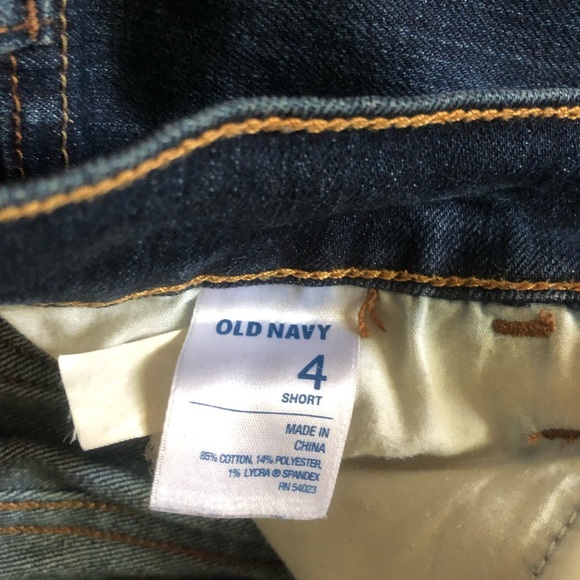 OLD NAVY
4
SHORT
MADE IN
CHINA
85% COTTON, 14% POLYESTER,
1% LYCRA ® SPANDEX
RN 54023